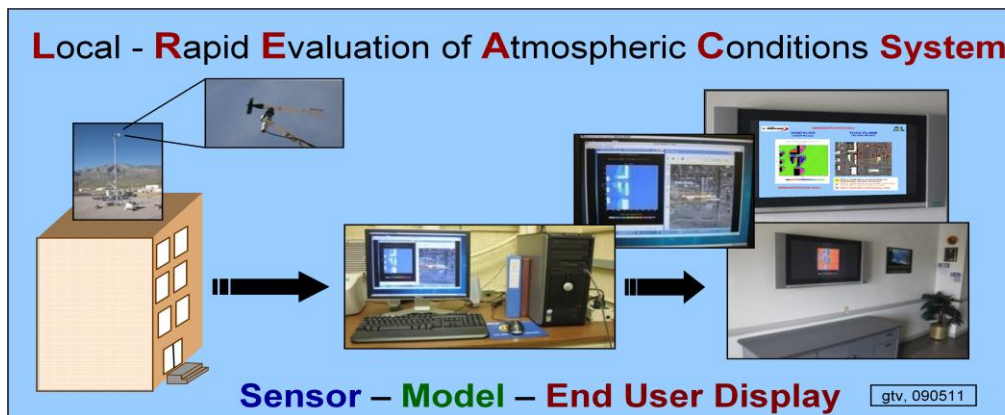 Local - Rapid Evaluation of Atmospheric Conditions System
Sensor – Model – End User Display
gtv, 090511